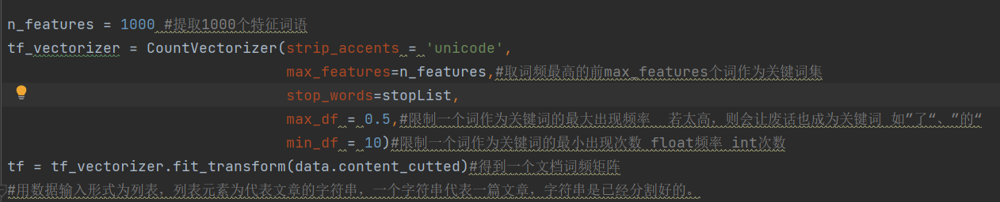 n_features = 1000 #提取1000个特征词语
tf_vectorizer = CountVectorizer(strip_accents = 'unicode',
max_features=n_features,#取词频最高的前max_features个词作为关键词集
stop_words=stopList,
max_df = 0.5,#限制一个词作为关键词的最大出现频率  若太高，则会让废话也成为关键词 如”了“、”的“
min_df = 10)#限制一个词作为关键词的最小出现次数 float频率 int次数
tf = tf_vectorizer.fit_transform(data.content_cutted)#得到一个文档词频矩阵
#用数据输入形式为列表，列表元素为代表文章的字符串，一个字符串代表一篇文章，字符串是已经分割好的。